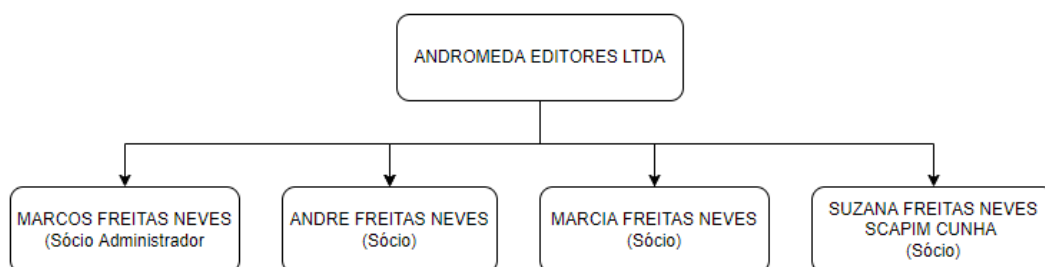 ANDROMEDA EDITORES LTDA
MARCOS FREITAS NEVES
(Sócio Administrador
ANDRE FREITAS NEVES
(Sócio)
MARCIA FREITAS NEVES
(Sócio)
SUZANA FREITAS NEVES
SCAPIM CUNHA
(Sócio)